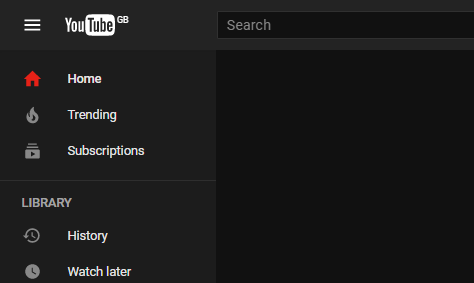 YouTube GB
Search
Home
Trending
Subscriptions
LIBRARY
History
Watch later